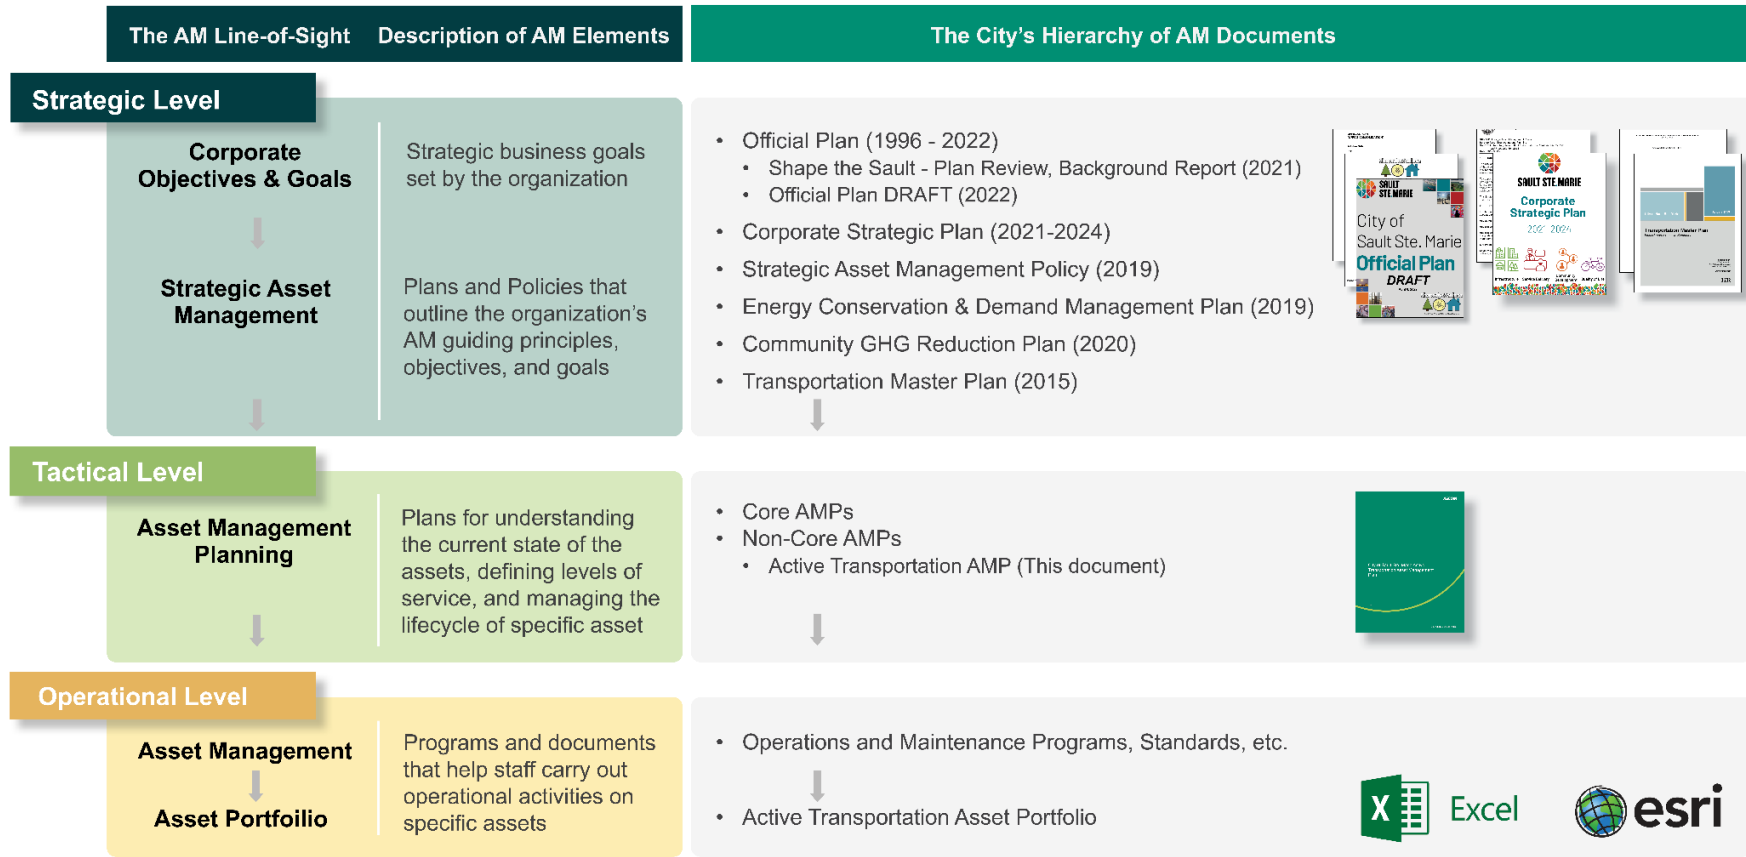 The AM Line-of-Sight
Description of AM Elements
The City's Hierarchy of AM Documents
Strategic Level
Corporate
Objectives & Goals
Strategic business goals
set by the organization
Strategic Asset
Management
Plans and Policies that
outline the organization's
AM guiding principles,
objectives, and goals
• Official Plan (1996 - 2022)
• Shape the Sault - Plan Review, Background Report (2021)
• Official Plan DRAFT (2022)
• Corporate Strategic Plan (2021-2024)
• Strategic Asset Management Policy (2019)
• Energy Conservation & Demand Management Plan (2019)
• Community GHG Reduction Plan (2020)
• Transportation Master Plan (2015)
SAULT
STE.MARIE
City of
Sault Ste. Marie
Official Plan
DRAFT
SAULT STE.MARIE
Corporate
Strategic Plan
2021-2024
Transportation Master Plan
Tactical Level
Asset Management
Planning
Plans for understanding
the current state of the
assets, defining levels of
service, and managing the
lifecycle of specific asset
• Core AMPs
• Non-Core AMPs
• Active Transportation AMP (This document)
Operational Level
Asset Management
Asset Portfoilio
Programs and documents
that help staff carry out
operational activities on
specific assets
• Operations and Maintenance Programs, Standards, etc.
• Active Transportation Asset Portfolio
X
Excel
esri